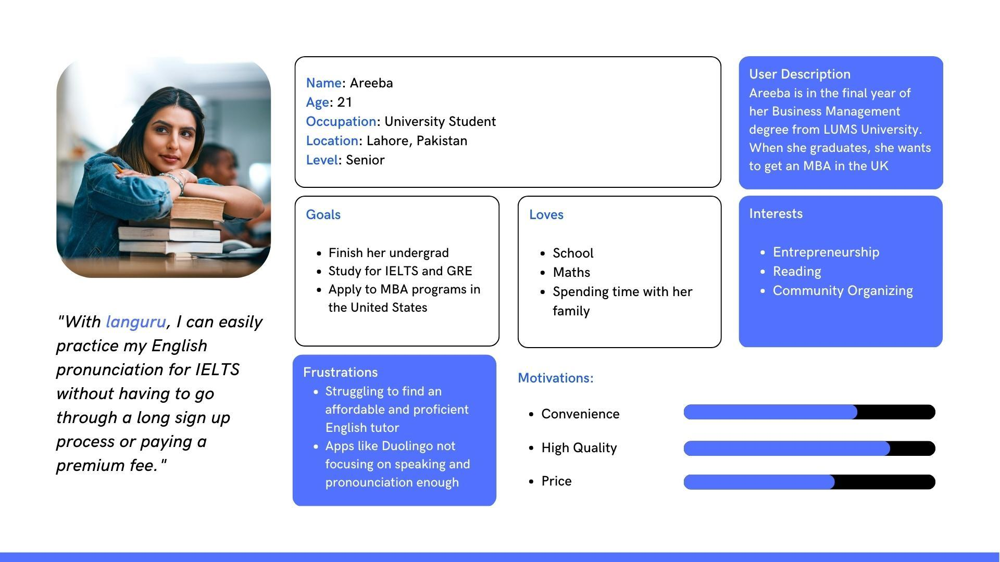 Name: Areeba
Age: 21
Occupation: University Student
Location: Lahore, Pakistan
Level: Senior
User Description
Areeba is in the final year of
her Business Management
degree from LUMS University.
When she graduates, she wants
to get an MBA in the UK
Goals
• Finish her undergrad
• Study for IELTS and GRE
• Apply to MBA programs in
the United States
Loves
• School
• Maths
• Spending time with her
family
Interests
• Entrepreneurship
• Reading
• Community Organizing
"With languru, I can easily
practice my English
pronunciation for IELTS
without having to go
through a long sign up
process or paying a
premium fee."
Frustrations
• Struggling to find an
affordable and proficient
English tutor
• Apps like Duolingo not
focusing on speaking and
pronounciation enough
Motivations:
• Convenience
• High Quality
• Price